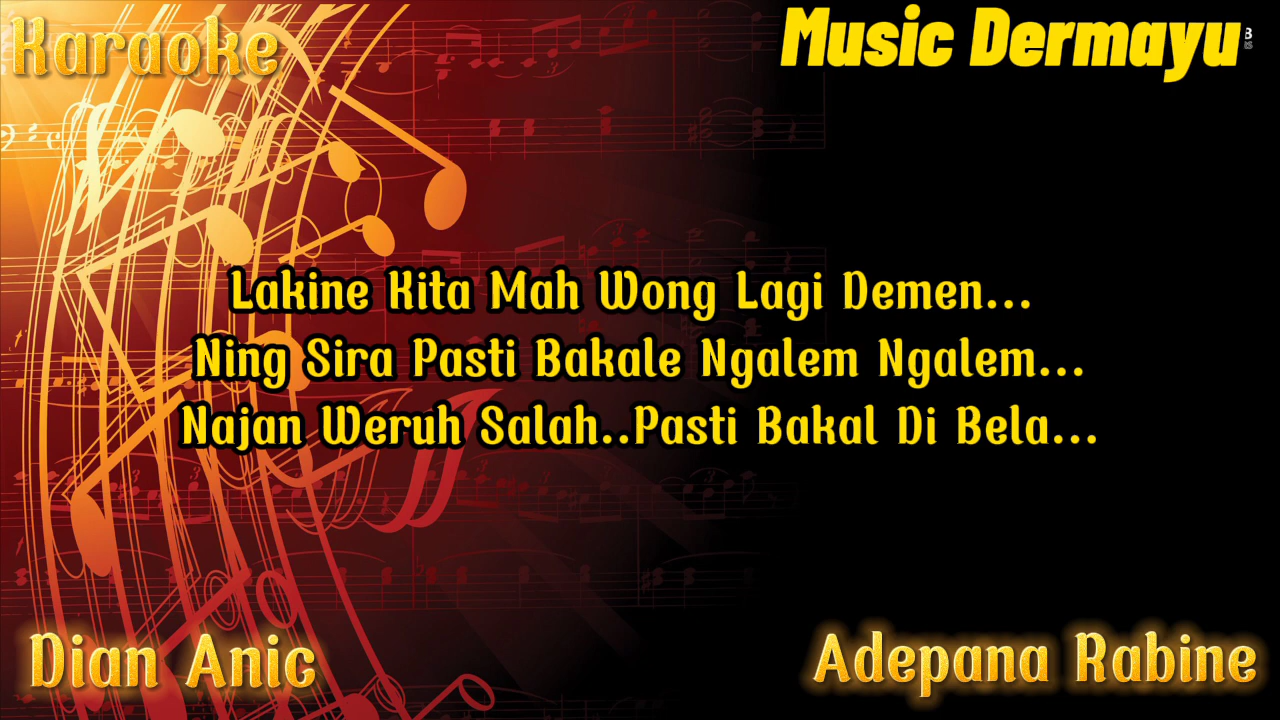 Karaoke
Music Dermayu
Lakine Kita Mah Wong Lagi Demen...
Ning Sira Pasti Bakale Ngalem Ngalem...
Najan Weruh Salah..Pasti Bakal Di Bela...
Dian Anic
Adepana Rabine